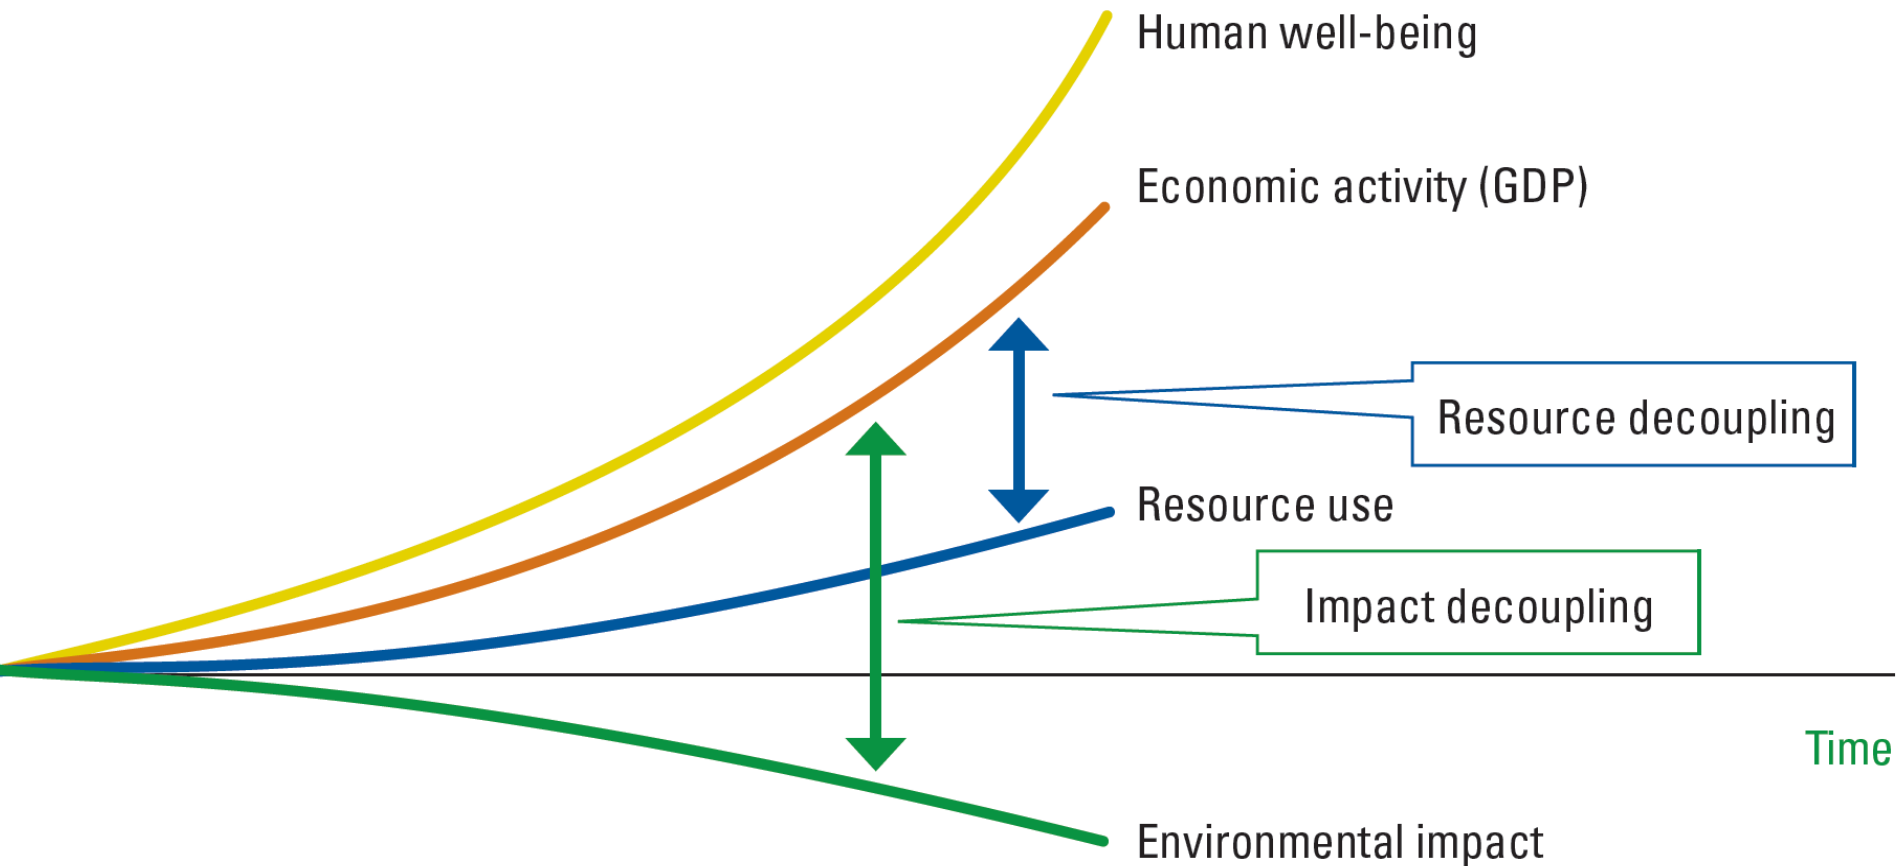 Human well-being
Economic activity (GDP)
Resource decoupling
Resource use
Impact decoupling
Time
Environmental impact